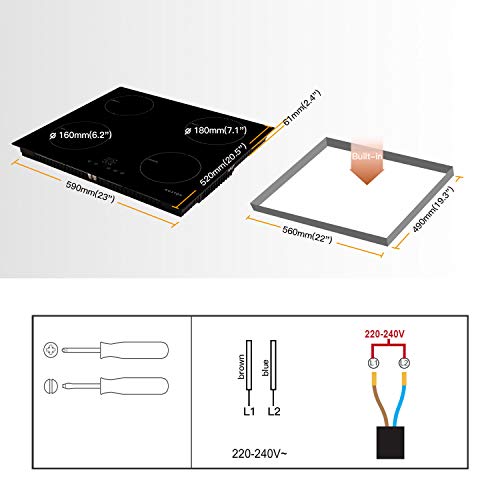 61mm(2.4")
ø 160mm(6.2")
ø 180mm(7.1")
520mm(20.5")
590mm(23")
Built-in
490mm(19.3")
560mm(22")
220-240V
L1 L2
brown
blue
L1 L2
220-240V~